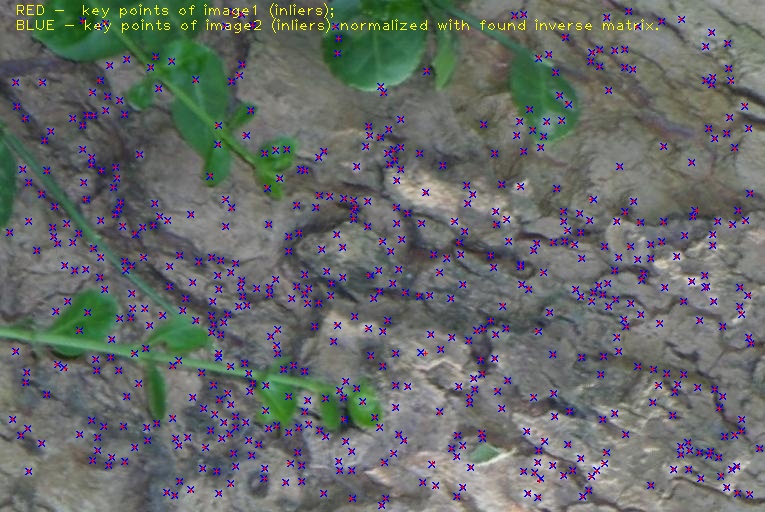 RED –  key points of image1 (inliers);
BLUE – key points of image2 (inliers) normalized with found inverse matrix.